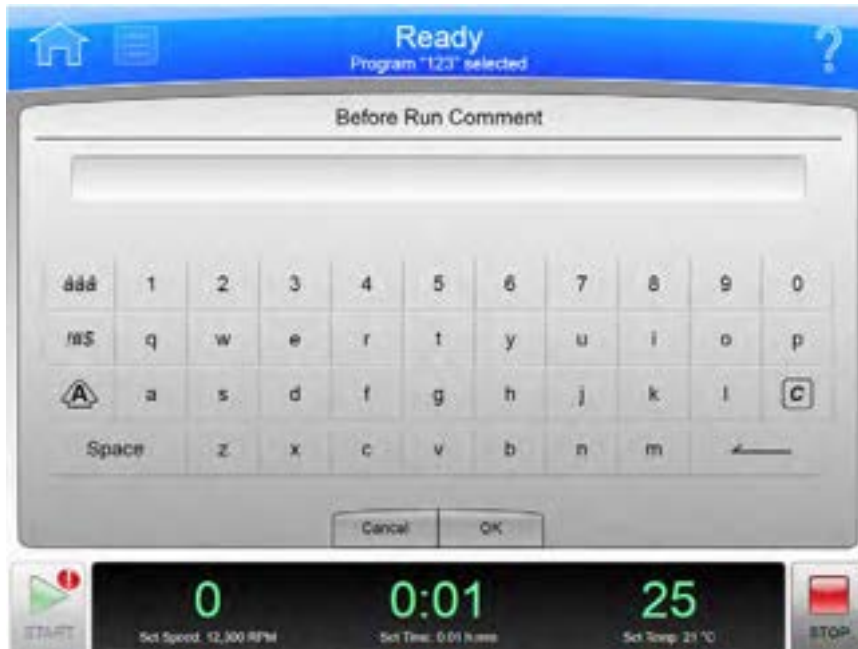 Ready
Program "123" selected
?
Before Run Comment
áâã 1 2 3 4 5 6 7 8 9 0
!#$ q w e r t y u i o p
A a s d f g h j k l C
Space z x c v b n m
Cancel OK
! 0 0:01 25
START Set Speed: 12,300 RPM Set Time: 0:01 h:mm Set Temp: 21 °C STOP